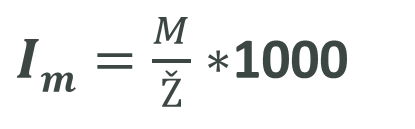 I_m = M/Ž *1000